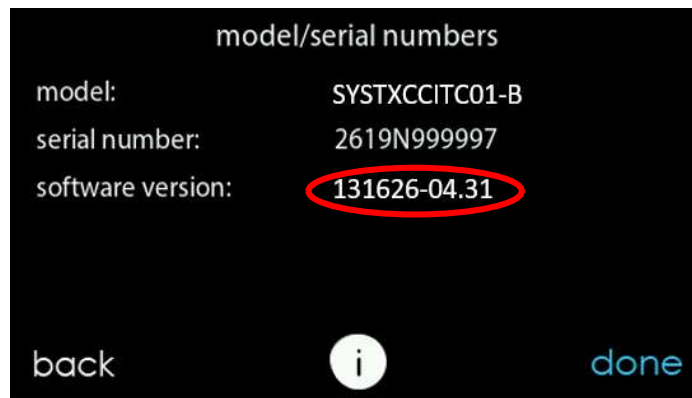 model/serial numbers
model: SYSTXCCITC01-B
serial number: 2619N999997
software version: 131626-04.31
back i done